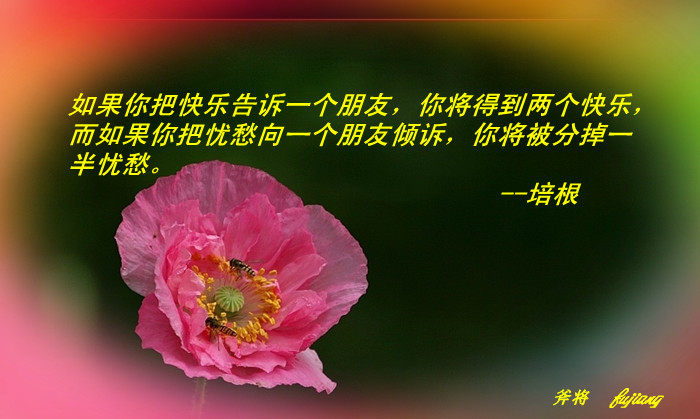 如果你把快乐告诉一个朋友，你将得到两个快乐，
而如果你把忧愁向一个朋友倾诉，你将被分掉一
半忧愁。
--培根
斧将 fujiang